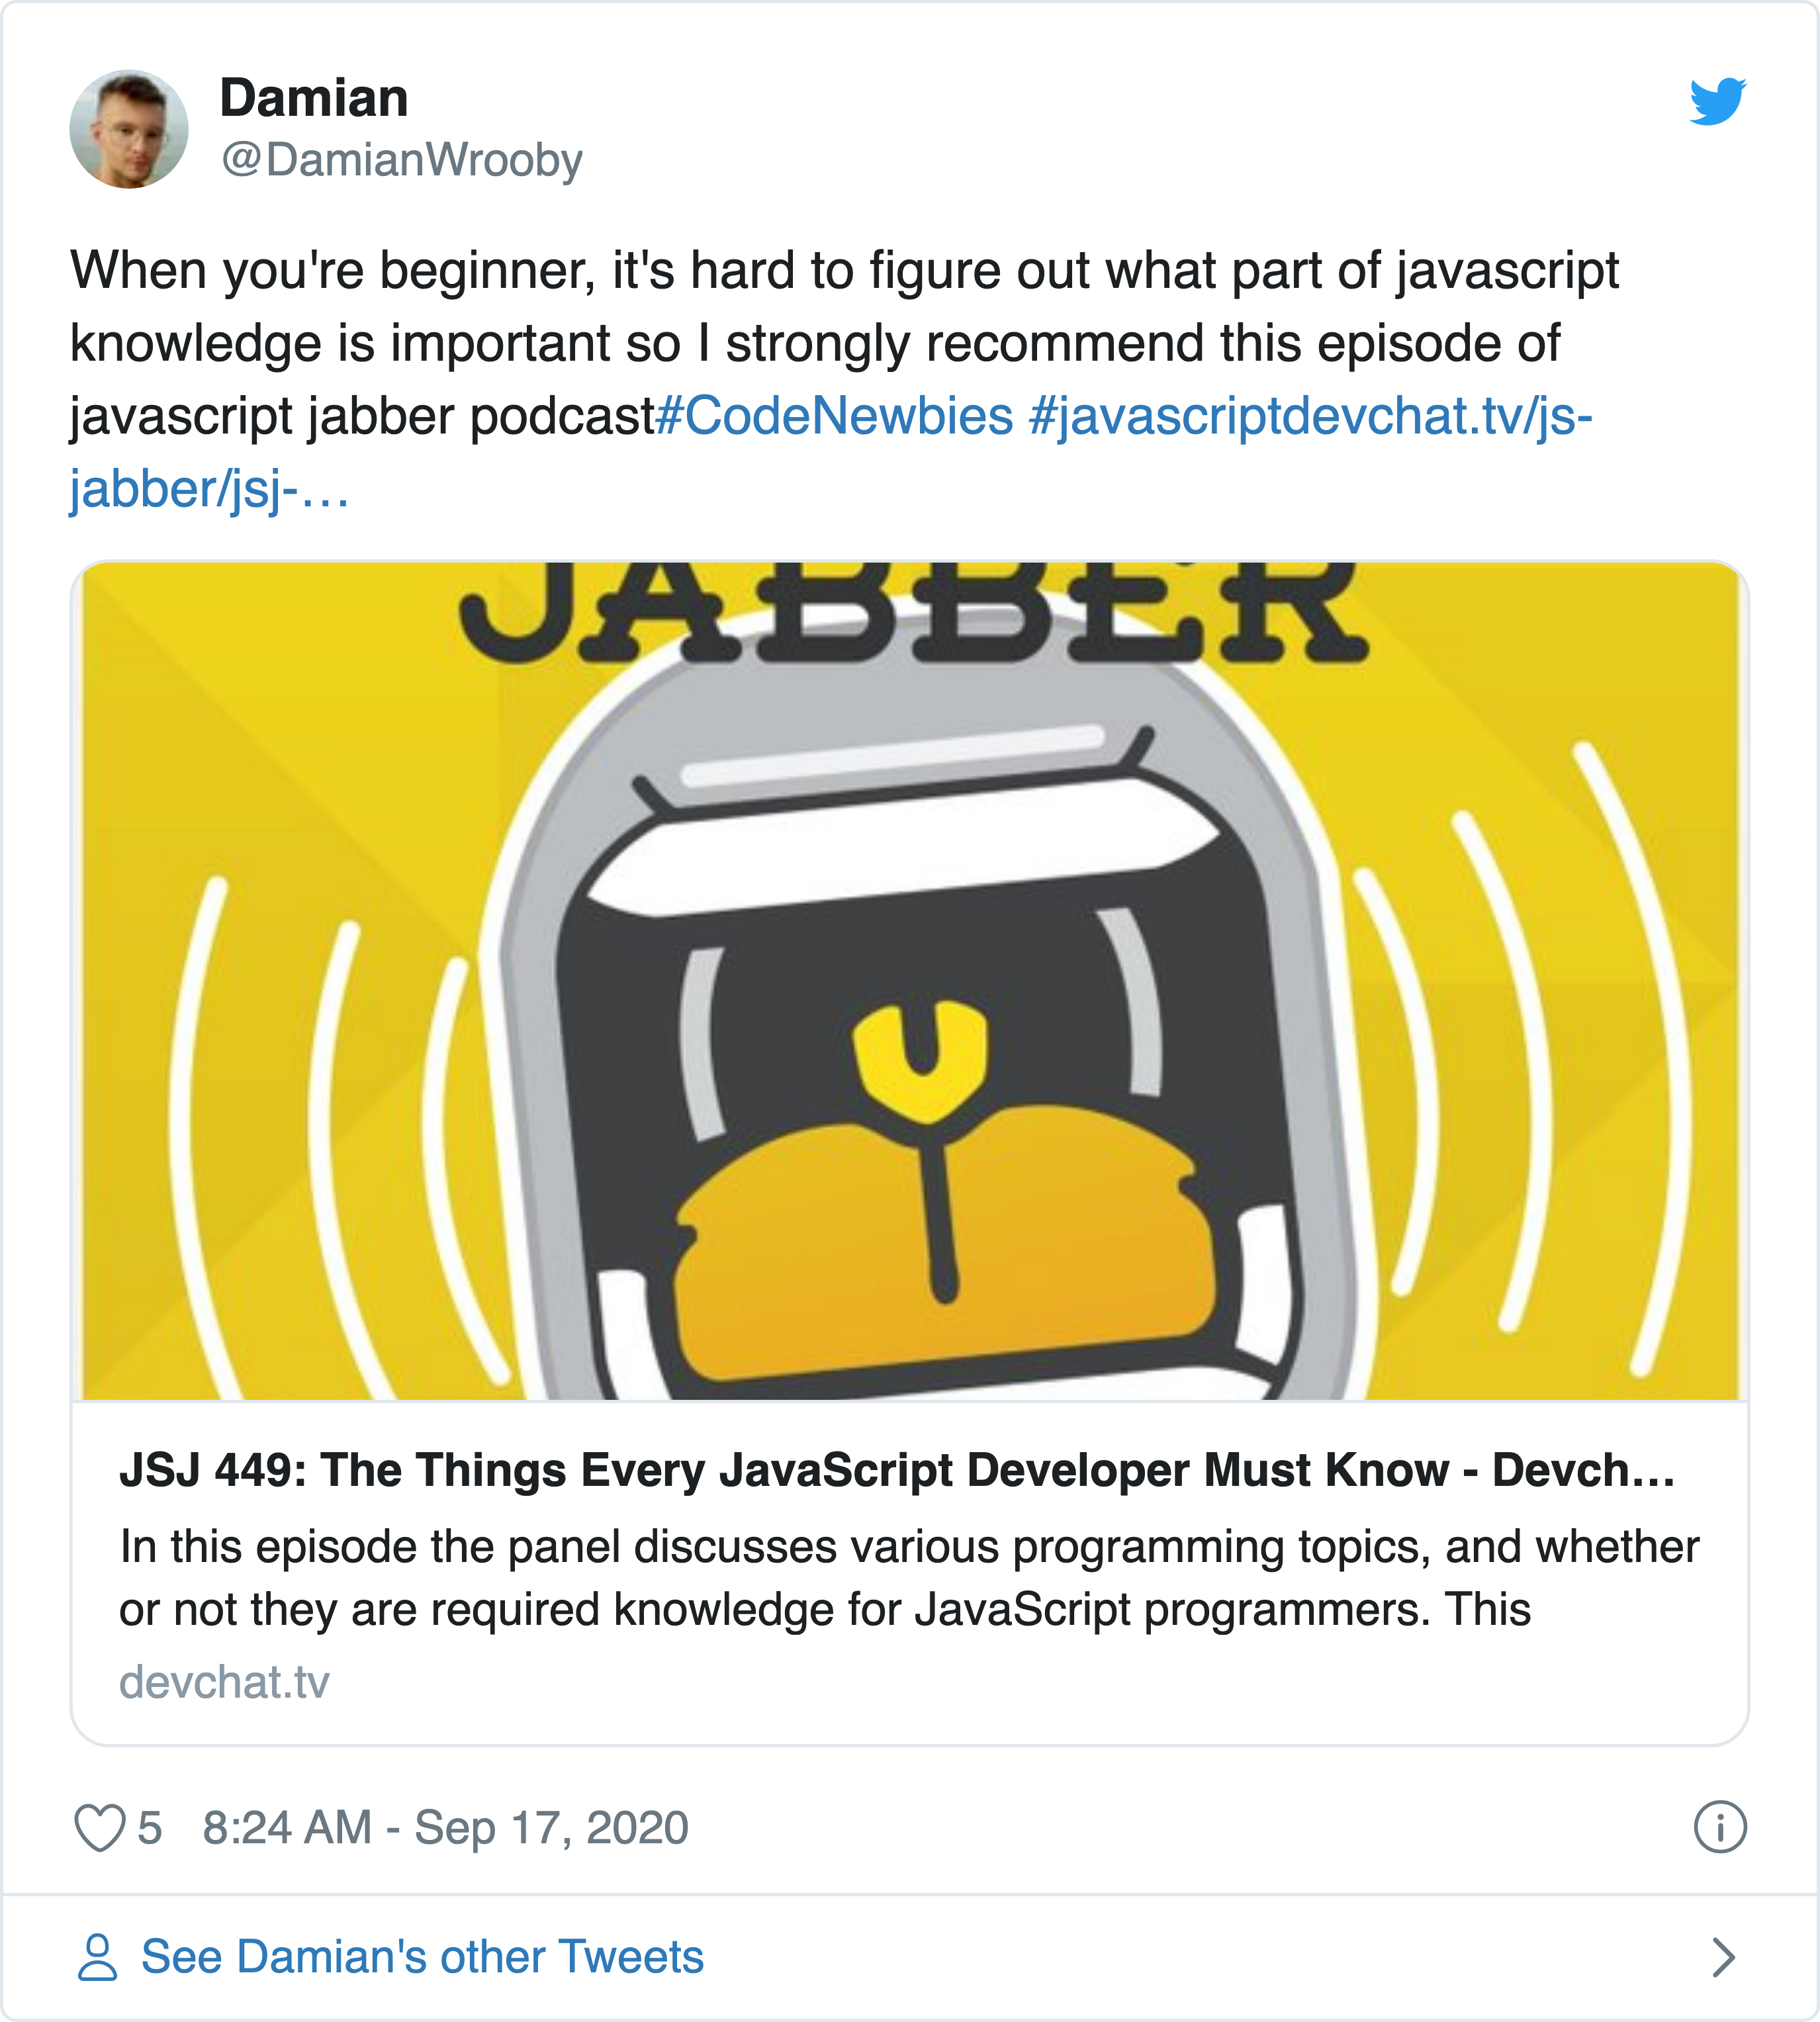 Damian
@DamianWrooby
When you're beginner, it's hard to figure out what part of javascript
knowledge is important so I strongly recommend this episode of
javascript jabber podcast#CodeNewbies #javascriptdevchat.tv/js-
jabber/jsj-…
JABBER
JSJ 449: The Things Every JavaScript Developer Must Know - Devch…
In this episode the panel discusses various programming topics, and whether
or not they are required knowledge for JavaScript programmers. This
devchat.tv
5 8:24 AM - Sep 17, 2020
See Damian's other Tweets